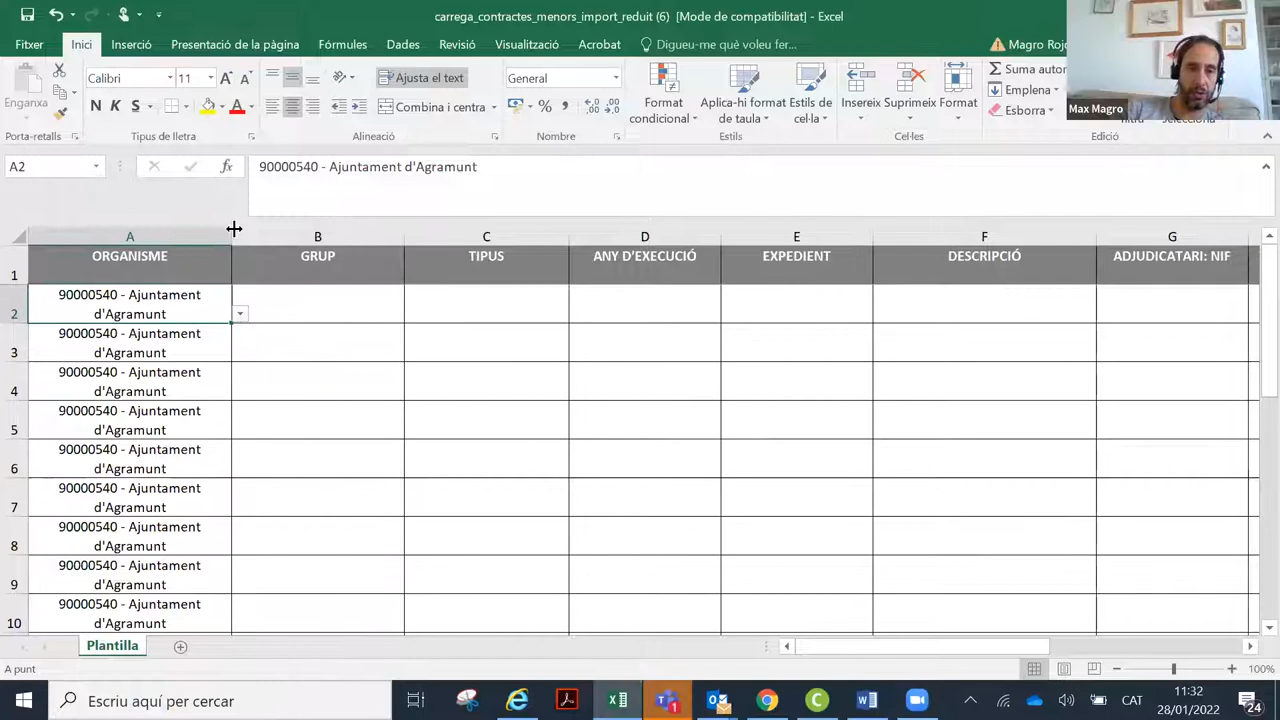 carrega_contractes_menors_import_reduit (6) [Mode de compatibilitat] - Excel
Fitxer Inici Inserció Presentació de la pàgina Fórmules Dades Revisió Visualització Acrobat Digueu-me què voleu fer... Magro Rojo
Enganxa
Calibri 11
Ajusta el text
General
Format condicional
Aplica-hi format de taula
Estils de cel·la
Insereix Suprimeix Format
Suma auto
Emplena
Esborra
N K S
Combina i centra
Max Magro
Porta-retalls Tipus de lletra Alineació Nombre Estils Cel·les Edició
A2 fx 90000540 - Ajuntament d'Agramunt
A B C D E F G
1 ORGANISME GRUP TIPUS ANY D'EXECUCIÓ EXPEDIENT DESCRIPCIÓ ADJUDICATARI: NIF
2 90000540 - Ajuntament
d'Agramunt
3 90000540 - Ajuntament
d'Agramunt
4 90000540 - Ajuntament
d'Agramunt
5 90000540 - Ajuntament
d'Agramunt
6 90000540 - Ajuntament
d'Agramunt
7 90000540 - Ajuntament
d'Agramunt
8 90000540 - Ajuntament
d'Agramunt
9 90000540 - Ajuntament
d'Agramunt
10 90000540 - Ajuntament
d'Agramunt
Plantilla
A punt 100%
Escriu aquí per cercar CAT 11:32
28/01/2022 24